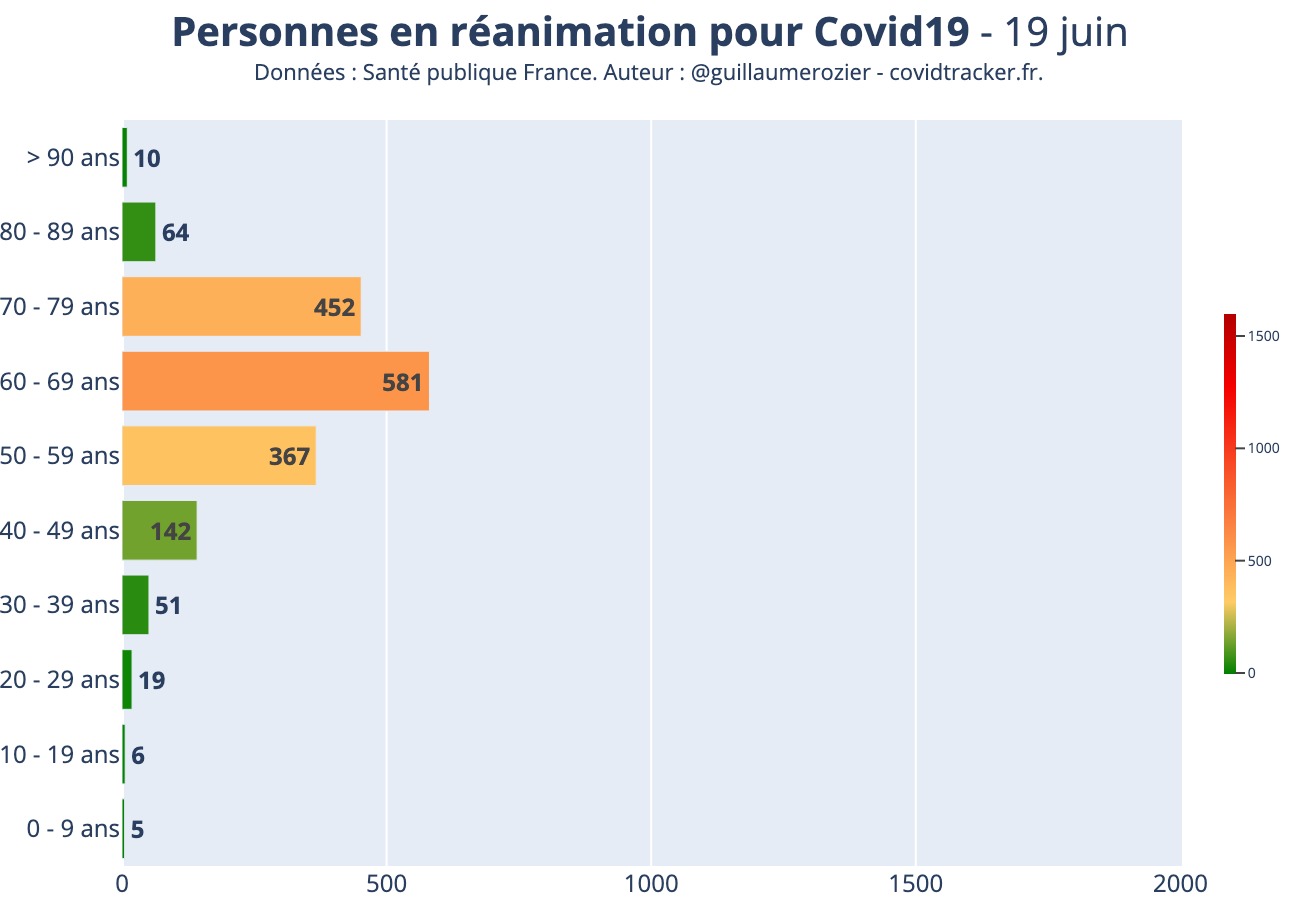 Personnes en réanimation pour Covid19 - 19 juin
Données : Santé publique France. Auteur : @guillaumerozier - covidtracker.fr.
> 90 ans 10
80 - 89 ans 64
70 - 79 ans 452
60 - 69 ans 581
50 - 59 ans 367
40 - 49 ans 142
30 - 39 ans 51
20 - 29 ans 19
10 - 19 ans 6
0 - 9 ans 5
0 500 1000 1500 2000
1500
1000
500
0